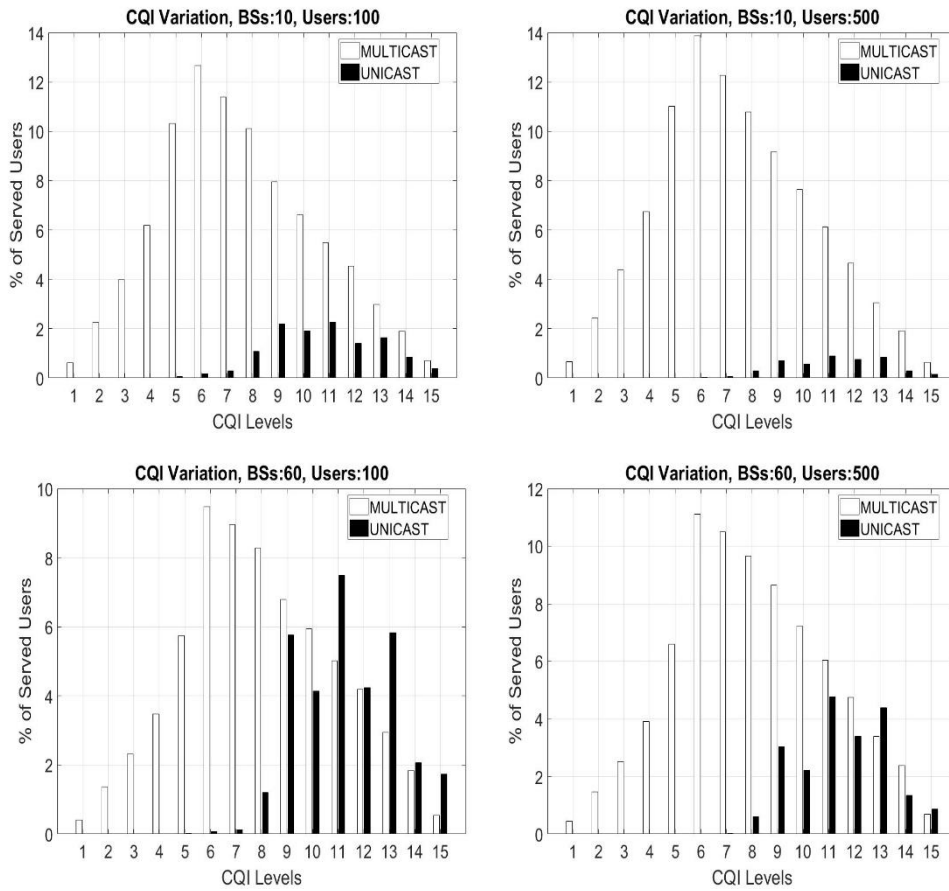 CQI Variation, BSs:10, Users:100
% of Served Users
14
12
10
8
6
4
2
0
MULTICAST
UNICAST
1 2 3 4 5 6 7 8 9 10 11 12 13 14 15
CQI Levels
CQI Variation, BSs:10, Users:500
% of Served Users
14
12
10
8
6
4
2
0
MULTICAST
UNICAST
1 2 3 4 5 6 7 8 9 10 11 12 13 14 15
CQI Levels
CQI Variation, BSs:60, Users:100
% of Served Users
10
8
6
4
2
0
MULTICAST
UNICAST
1 2 3 4 5 6 7 8 9 10 11 12 13 14 15
CQI Levels
CQI Variation, BSs:60, Users:500
% of Served Users
12
10
8
6
4
2
0
MULTICAST
UNICAST
1 2 3 4 5 6 7 8 9 10 11 12 13 14 15
CQI Levels